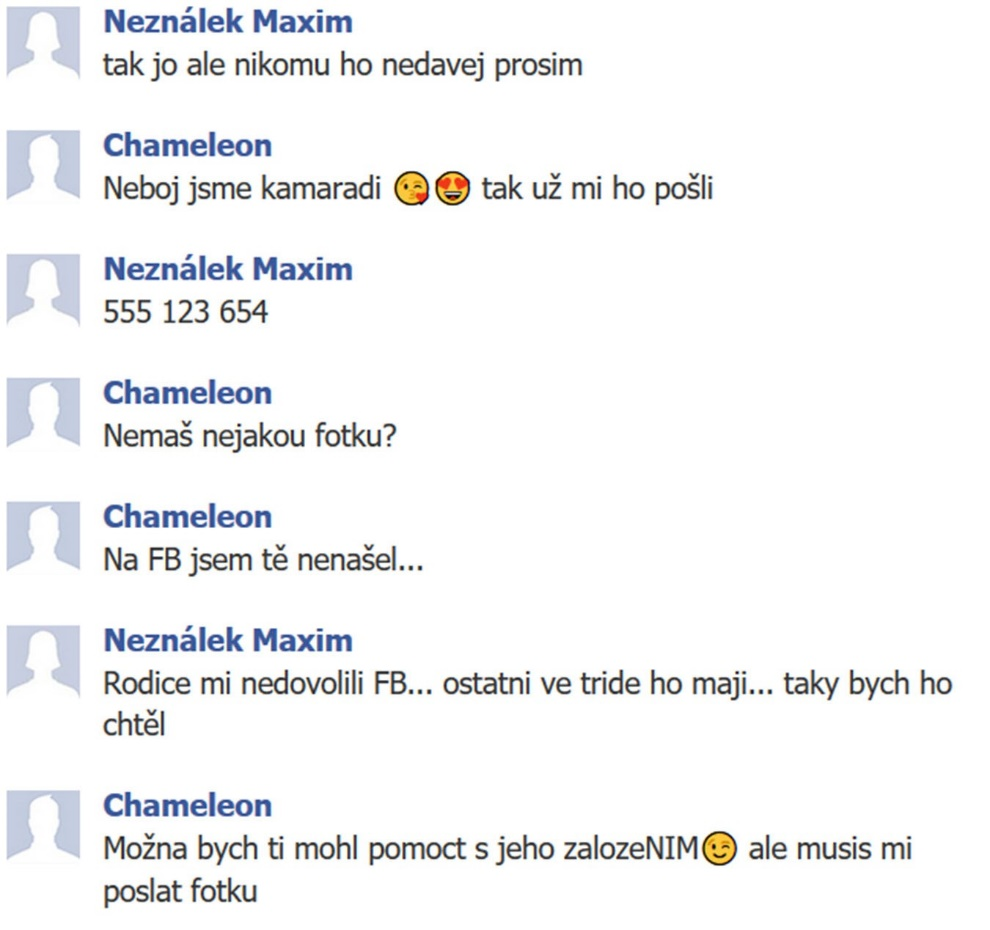 Neználek Maxim
tak jo ale nikomu ho nedavej prosim
Chameleon
Neboj jsme kamaradi 😘😍 tak už mi ho pošli
Neználek Maxim
555 123 654
Chameleon
Nemaš nejakou fotku?
Chameleon
Na FB jsem tě nenašel...
Neználek Maxim
Rodice mi nedovolili FB... ostatni ve tride ho maji... taky bych ho
chtěl
Chameleon
Možna bych ti mohl pomoct s jeho zalozeNIM😉 ale musis mi
poslat fotku